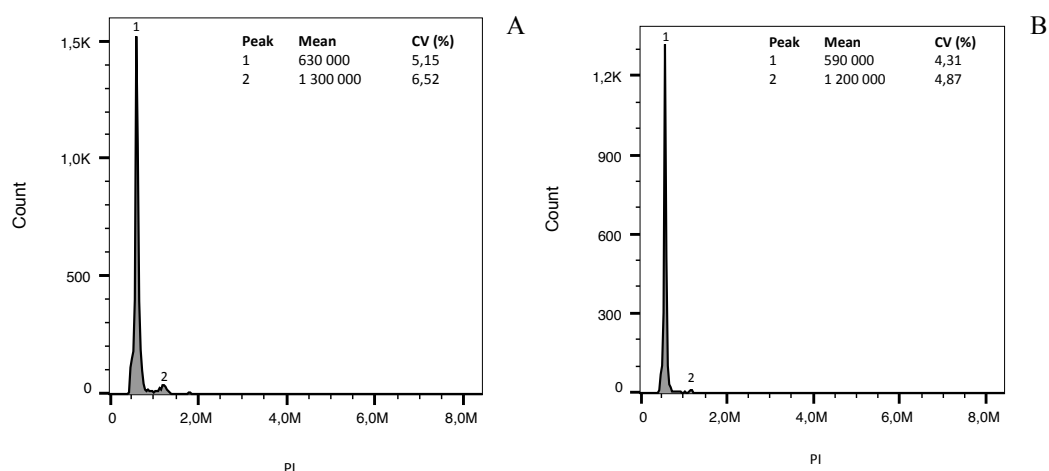 A
1
Peak Mean CV (%)
1 630 000 5,15
2 1 300 000 6,52
1,5K
1,0K
500
0
Count
2
0 2,0M 4,0M 6,0M 8,0M
PI
B
1
Peak Mean CV (%)
1 590 000 4,31
2 1 200 000 4,87
1,2K
900
600
300
0
Count
2
0 2,0M 4,0M 6,0M 8,0M
PI